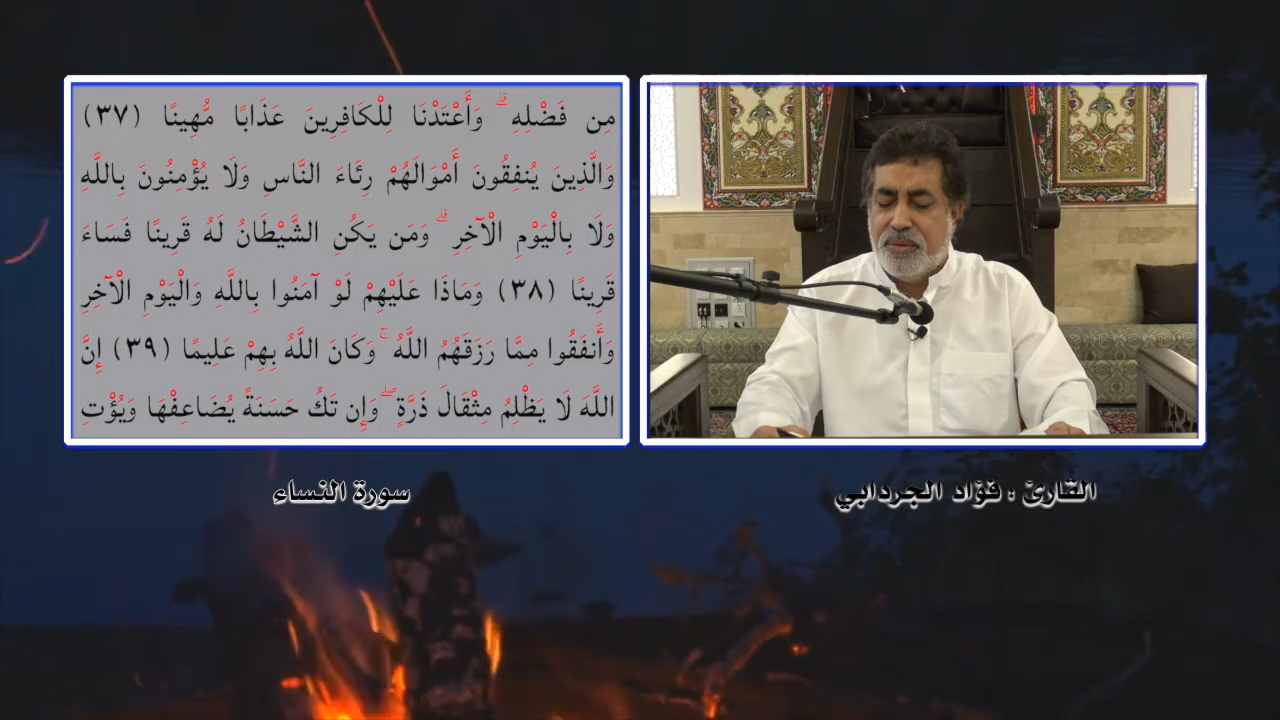 مِن فَضْلِهِ ۗ وَأَعْتَدْنَا لِلْكَافِرِينَ عَذَابًا مُّهِينًا (٣٧)
وَالَّذِينَ يُنفِقُونَ أَمْوَالَهُمْ رِئَاءَ النَّاسِ وَلَا يُؤْمِنُونَ بِاللَّهِ
وَلَا بِالْيَوْمِ الْآخِرِ ۗ وَمَن يَكُنِ الشَّيْطَانُ لَهُ قَرِينًا فَسَاءَ
قَرِينًا (٣٨) وَمَاذَا عَلَيْهِمْ لَوْ آمَنُوا بِاللَّهِ وَالْيَوْمِ الْآخِرِ
وَأَنفَقُوا مِمَّا رَزَقَهُمُ اللَّهُ ۚ وَكَانَ اللَّهُ بِهِمْ عَلِيمًا (٣٩) إِنَّ
اللَّهَ لَا يَظْلِمُ مِثْقَالَ ذَرَّةٍ ۖ وَإِن تَكُ حَسَنَةً يُضَاعِفْهَا وَيُؤْتِ
القارئ : فؤاد الجردابي
سورة النساء